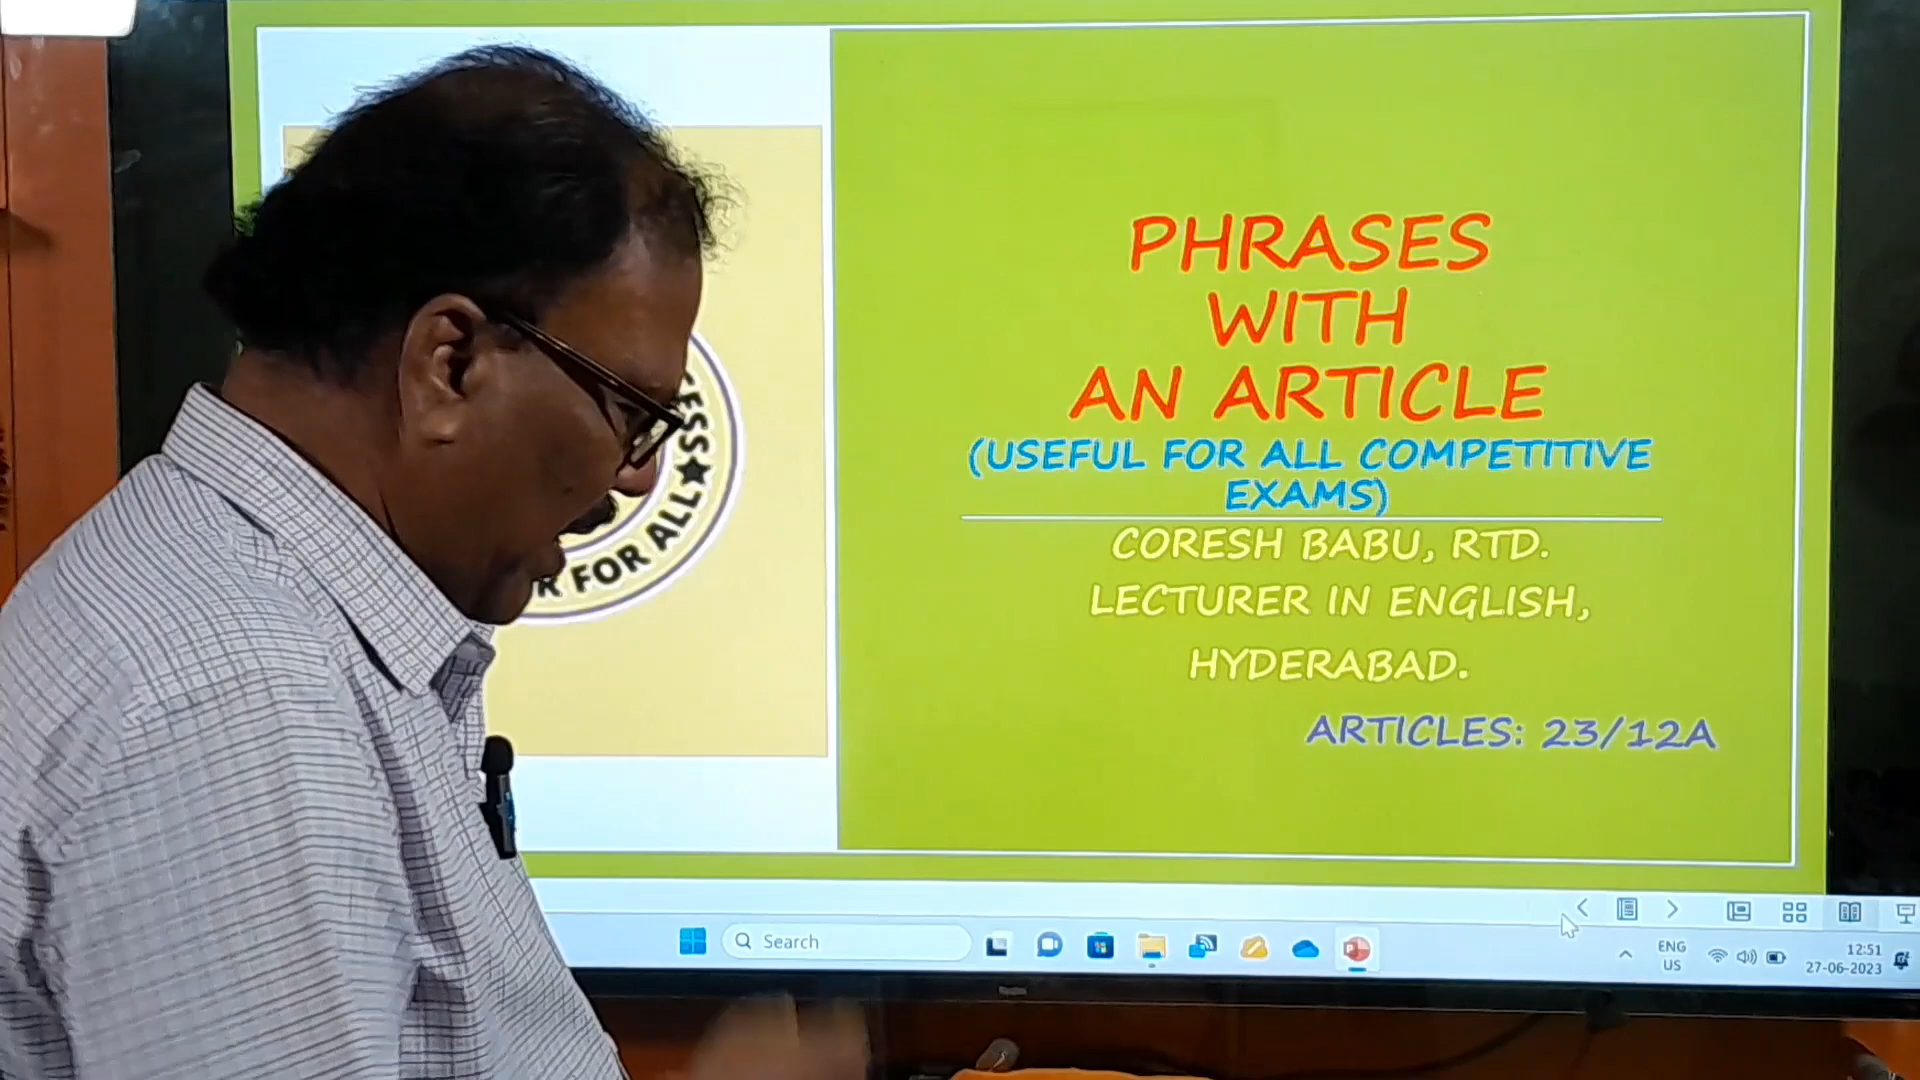 PHRASES
WITH
AN ARTICLE
(USEFUL FOR ALL COMPETITIVE
EXAMS)
CORESH BABU, RTD.
LECTURER IN ENGLISH,
HYDERABAD.
ARTICLES: 23/12A
FOR ALL
Search
ENG
US
12:51
27-06-2023